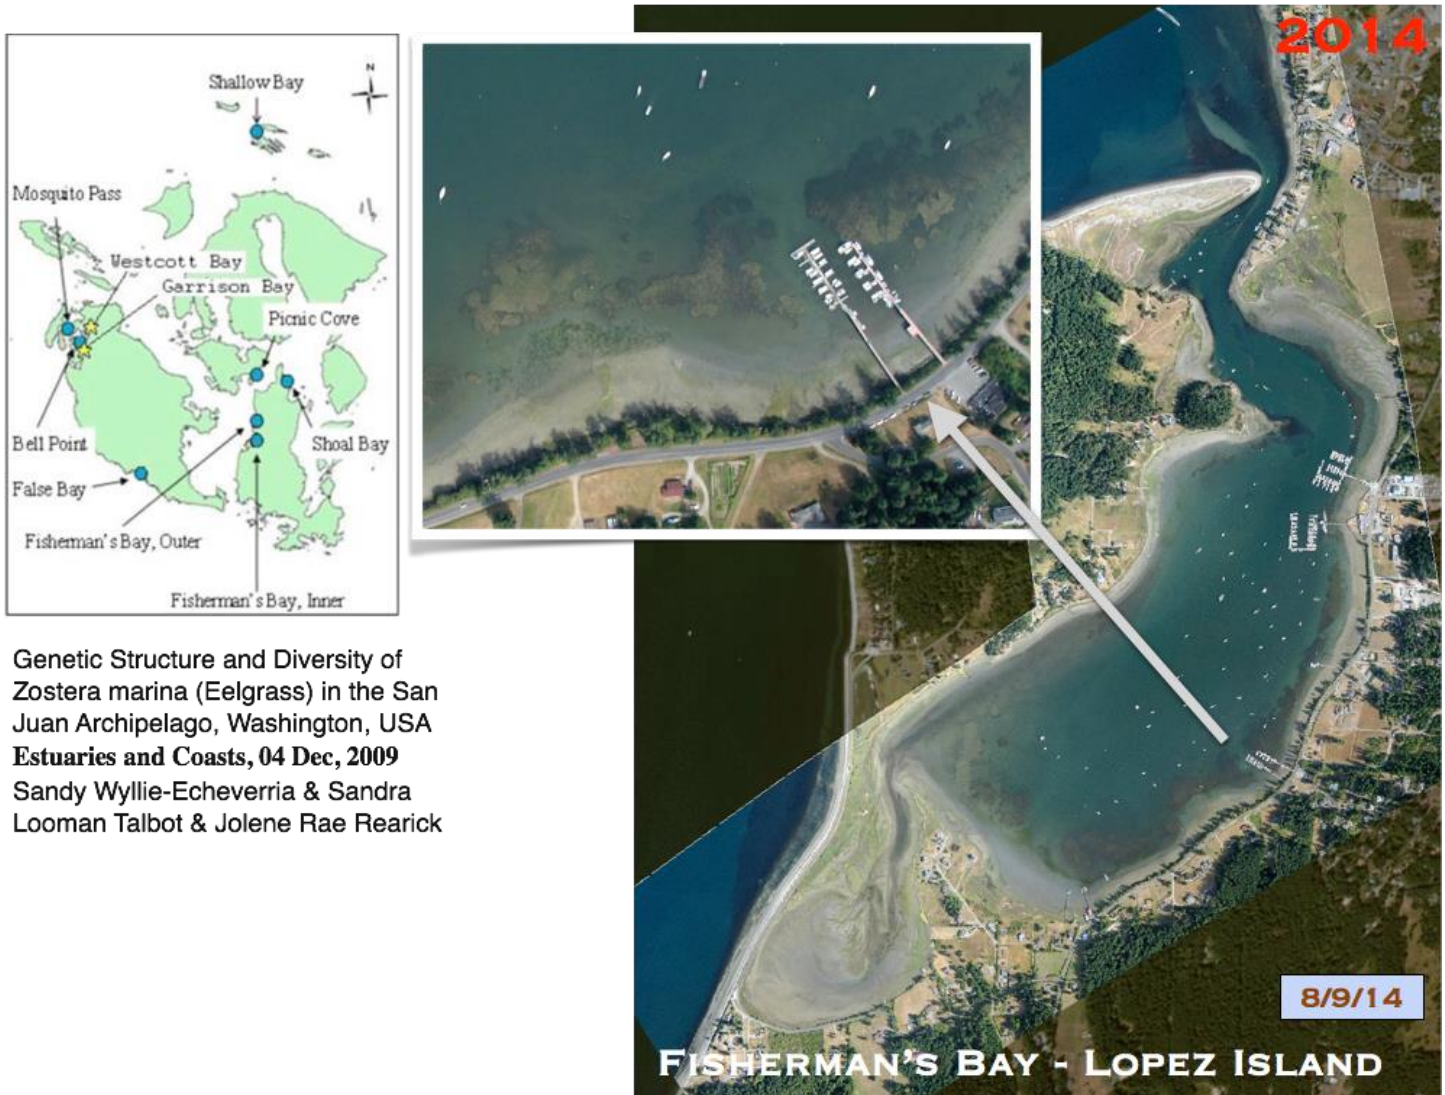 N
Shallow Bay
Mosquito Pass
Westcott Bay
Garrison Bay
Picnic Cove
Bell Point
Shoal Bay
False Bay
Fisherman's Bay, Outer
Fisherman's Bay, Inner
Genetic Structure and Diversity of
Zostera marina (Eelgrass) in the San
Juan Archipelago, Washington, USA
Estuaries and Coasts, 04 Dec, 2009
Sandy Wyllie-Echeverria & Sandra
Looman Talbot & Jolene Rae Rearick
2014
8/9/14
FISHERMAN'S BAY - LOPEZ ISLAND